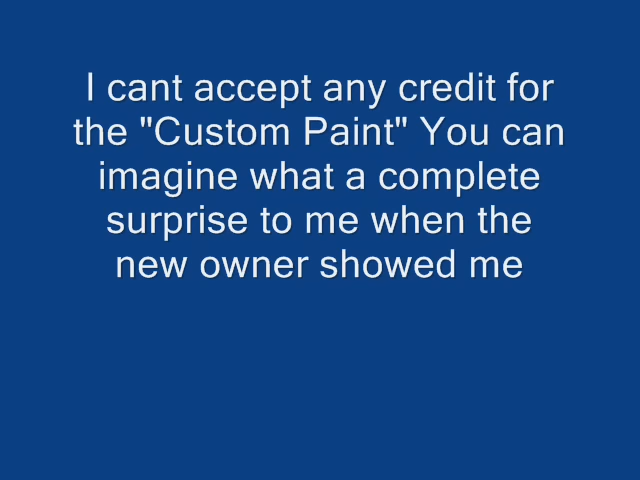 I cant accept any credit for
the "Custom Paint" You can
imagine what a complete
surprise to me when the
new owner showed me